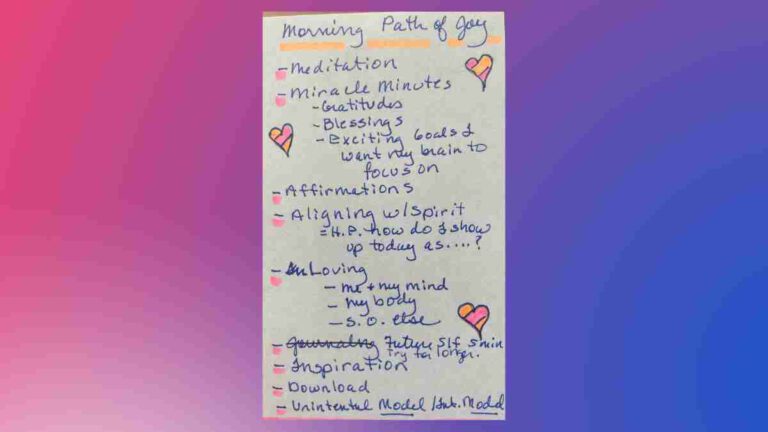 Morning Path of Joy
- Meditation
- Miracle Minutes
- Gratitudes
- Blessings
- Exciting Goals I
want my brain to
focus on
- Affirmations
- Aligning w/spirit
= H.P. how do I show
up today as....?
- Loving
- me + my mind
- my body
- S.O. else
- Journaling Future Slf 5 min
try for longer.
- Inspiration
- Download
- Unintental Model / Int. Model